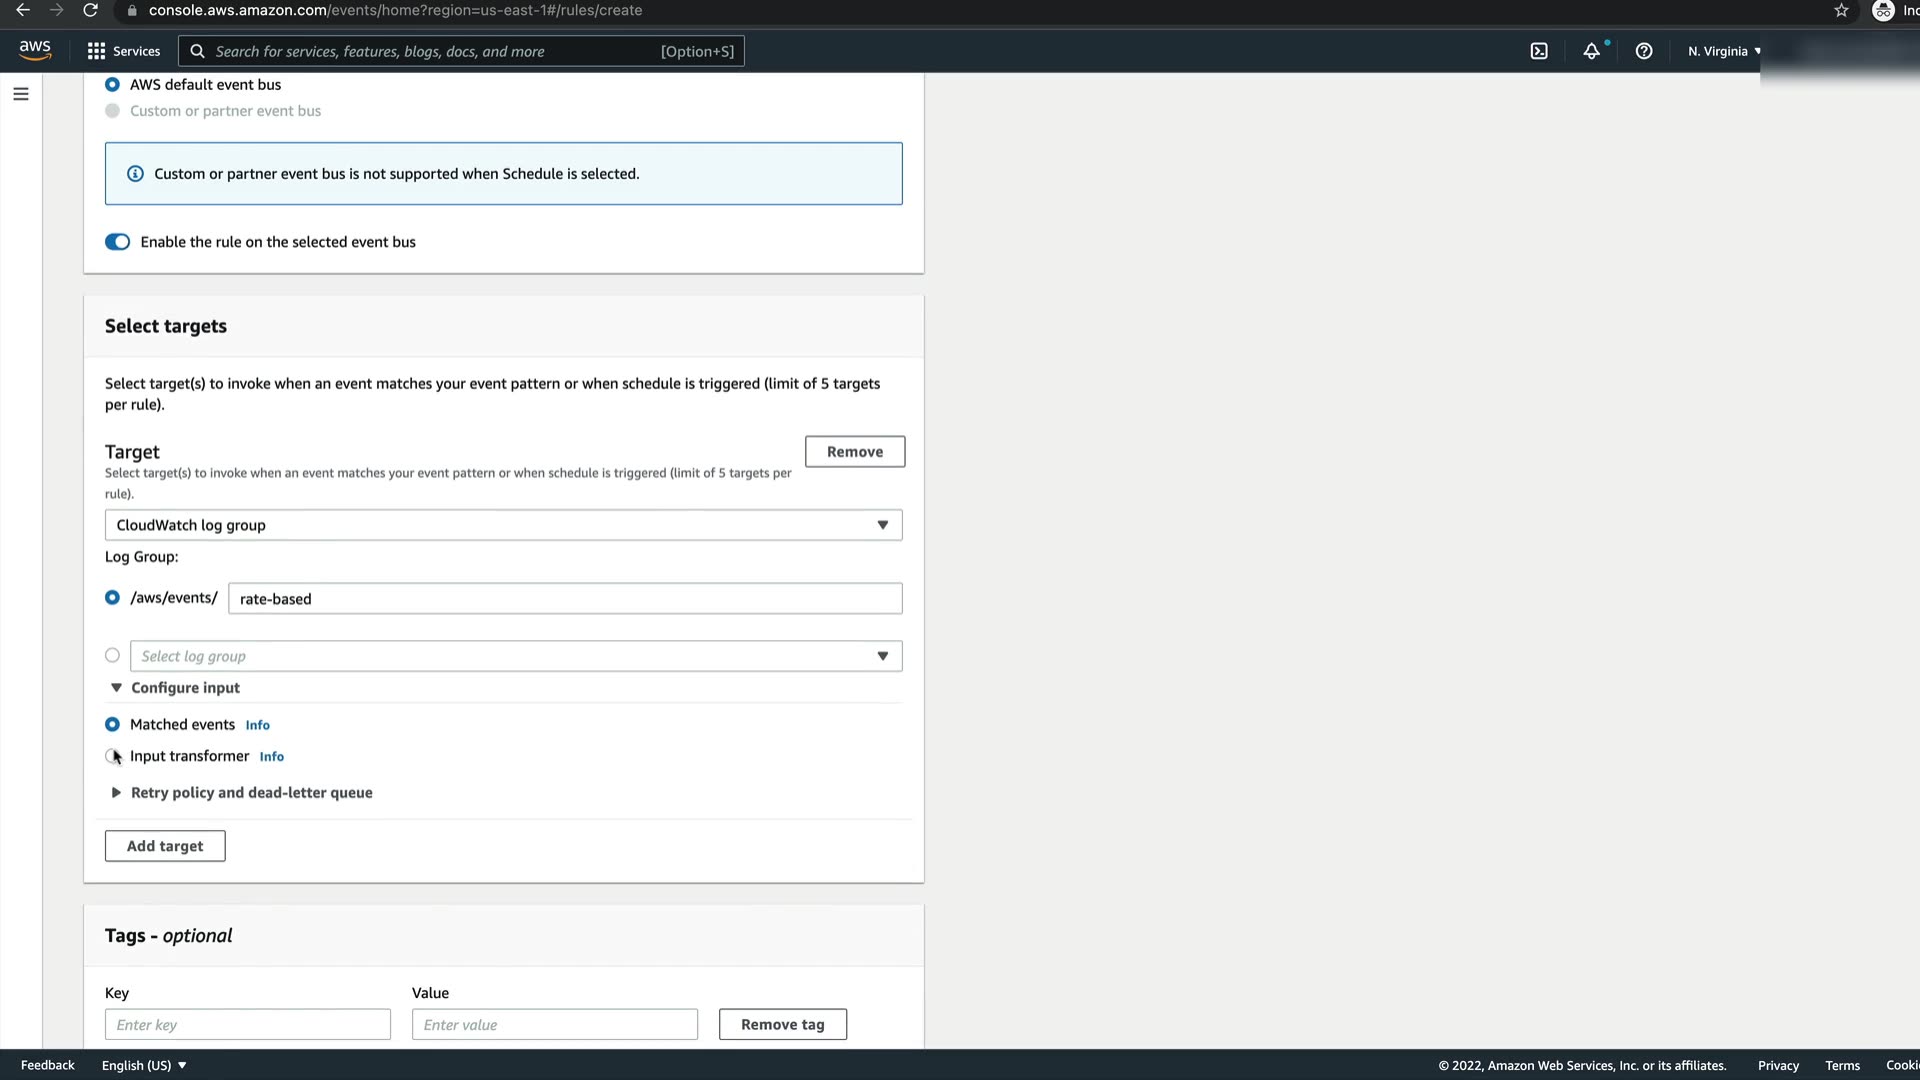 console.aws.amazon.com/events/home?region=us-east-1#/rules/create
aws
Services
Search for services, features, blogs, docs, and more
[Option+S]
N. Virginia
AWS default event bus
Custom or partner event bus
Custom or partner event bus is not supported when Schedule is selected.
Enable the rule on the selected event bus
Select targets
Select target(s) to invoke when an event matches your event pattern or when schedule is triggered (limit of 5 targets
per rule).
Target
Remove
Select target(s) to invoke when an event matches your event pattern or when schedule is triggered (limit of 5 targets per
rule).
CloudWatch log group
Log Group:
/aws/events/ rate-based
Select log group
Configure input
Matched events Info
Input transformer Info
Retry policy and dead-letter queue
Add target
Tags - optional
Key
Value
Enter key
Enter value
Remove tag
Feedback
English (US)
© 2022, Amazon Web Services, Inc. or its affiliates.
Privacy
Terms